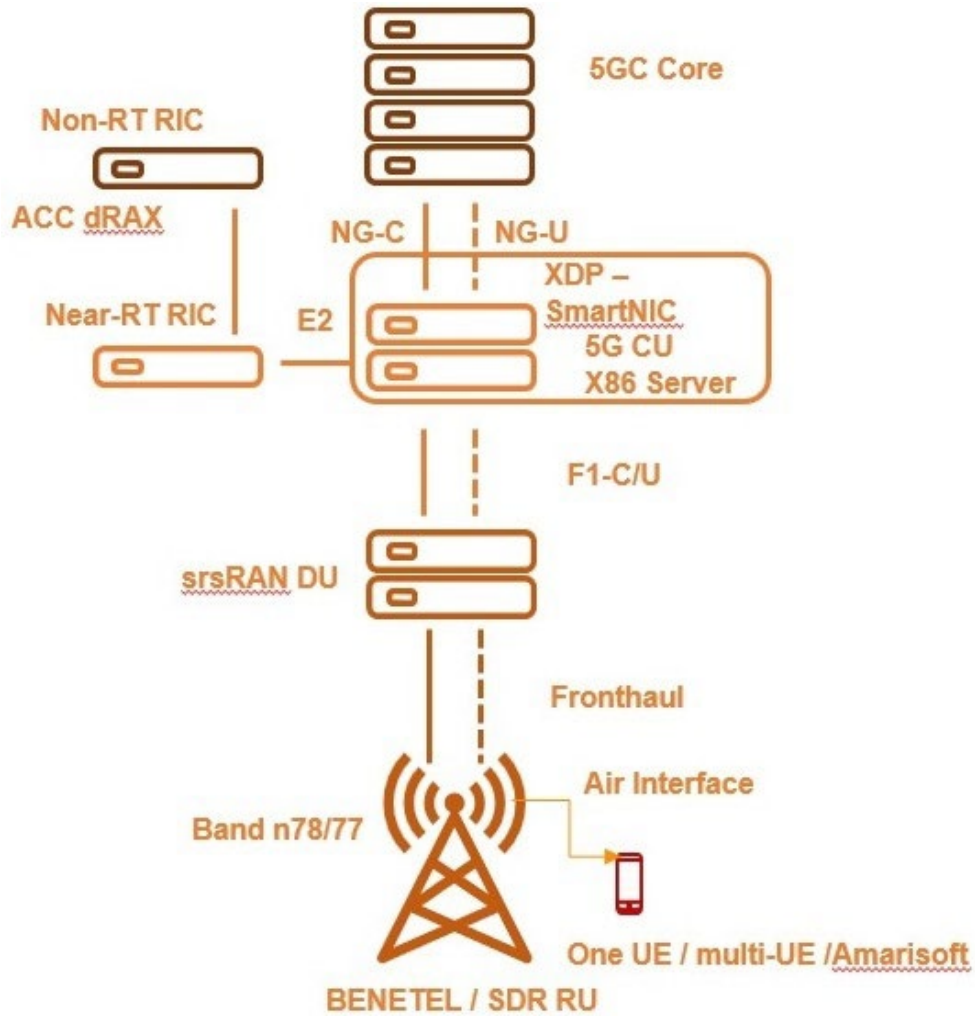 5GC Core
Non-RT RIC
ACC dRAX
NG-C
NG-U
XDP –
SmartNIC
5G CU
X86 Server
Near-RT RIC
E2
F1-C/U
srsRAN DU
Fronthaul
Air Interface
Band n78/77
One UE / multi-UE /Amarisoft
BENETEL / SDR RU